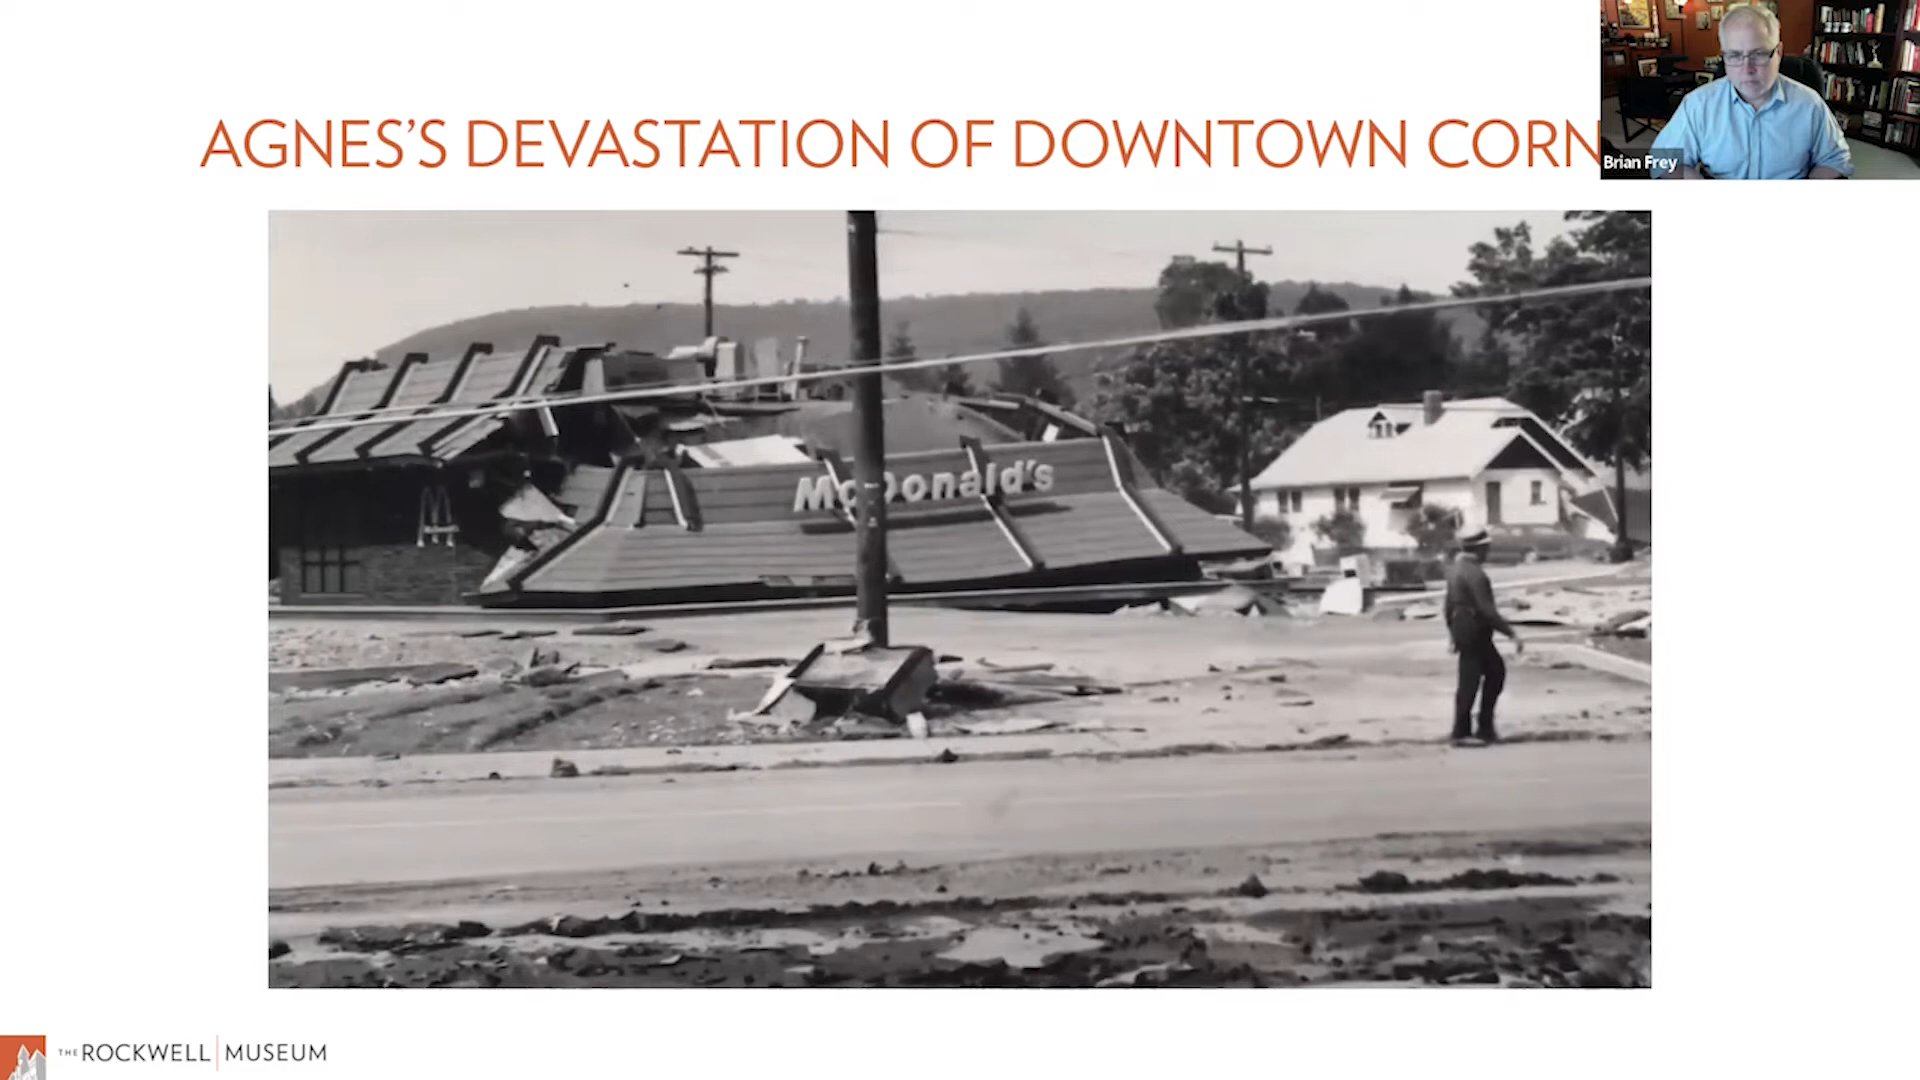 AGNES'S DEVASTATION OF DOWNTOWN CORN
Brian Frey
McDonald's
THE ROCKWELL | MUSEUM